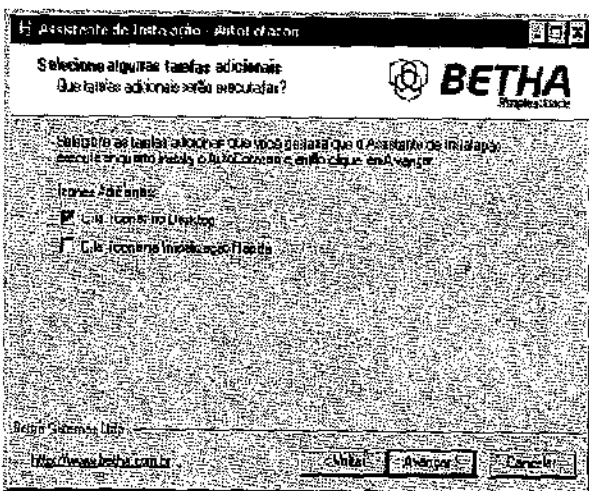 Assistente de Instalação - AutoCotacao
Selecione algumas tarefas adicionais
Que tarefas adicionais serão executadas?
BETHA
Selecione as tarefas adicionais que você deseja que o Assistente de Instalação
execute enquanto instala o AutoCotacao e então clique em Avançar.
Ícones Adicionais:
Criar ícone no Desktop
Criar ícone na Inicialização Rápida
Betha Sistemas Ltda
http://www.betha.com.br
Voltar
Avançar
Cancelar